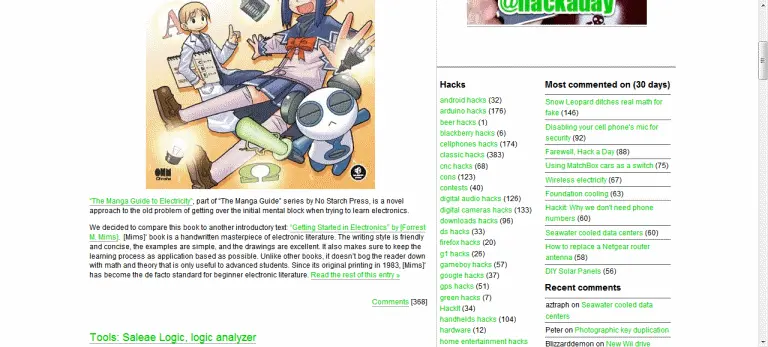 @hackaday
A
OHM
Ohmsha
"The Manga Guide to Electricity", part of "The Manga Guide" series by No Starch Press, is a novel
approach to the old problem of getting over the initial mental block when trying to learn electronics.
We decided to compare this book to another introductory text: "Getting Started in Electronics" by [Forrest
M. Mims]. [Mims]' book is a handwritten masterpiece of electronic literature. The writing style is friendly
and concise, the examples are simple, and the drawings are excellent. It also makes sure to keep the
learning process as application based as possible. Unlike other books, it doesn't bog the reader down
with math and theory that is only useful to advanced students. Since its original printing in 1983, [Mims]'
has become the de facto standard for beginner electronic literature. Read the rest of this entry »
Comments [368]
Tools: Saleae Logic, logic analyzer
Hacks
android hacks (32)
arduino hacks (176)
beer hacks (1)
blackberry hacks (6)
cellphones hacks (174)
classic hacks (383)
cnc hacks (68)
cons (123)
contests (40)
digital audio hacks (126)
digital cameras hacks (133)
downloads hacks (96)
ds hacks (33)
firefox hacks (20)
g1 hacks (26)
gameboy hacks (57)
google hacks (37)
gps hacks (51)
green hacks (7)
HackIt (34)
handhelds hacks (104)
hardware (12)
home entertainment hacks
Most commented on (30 days)
Snow Leopard ditches real math for
fake (146)
Disabling your cell phone's mic for
security (92)
Farewell, Hack a Day (88)
Using MatchBox cars as a switch (75)
Wireless electricity (67)
Foundation cooling (63)
HackIt: Why we don't need phone
numbers (60)
Seawater cooled data centers (60)
How to replace a Netgear router
antenna (58)
DIY Solar Panels (56)
Recent comments
aztraph on Seawater cooled data
centers
Peter on Photographic key duplication
Blizzarddemon on New Wii drive